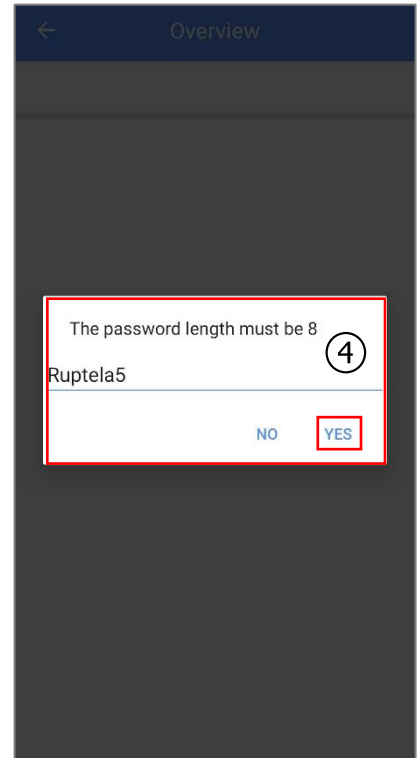 ← Overview
The password length must be 8
④
Ruptela5
NO YES